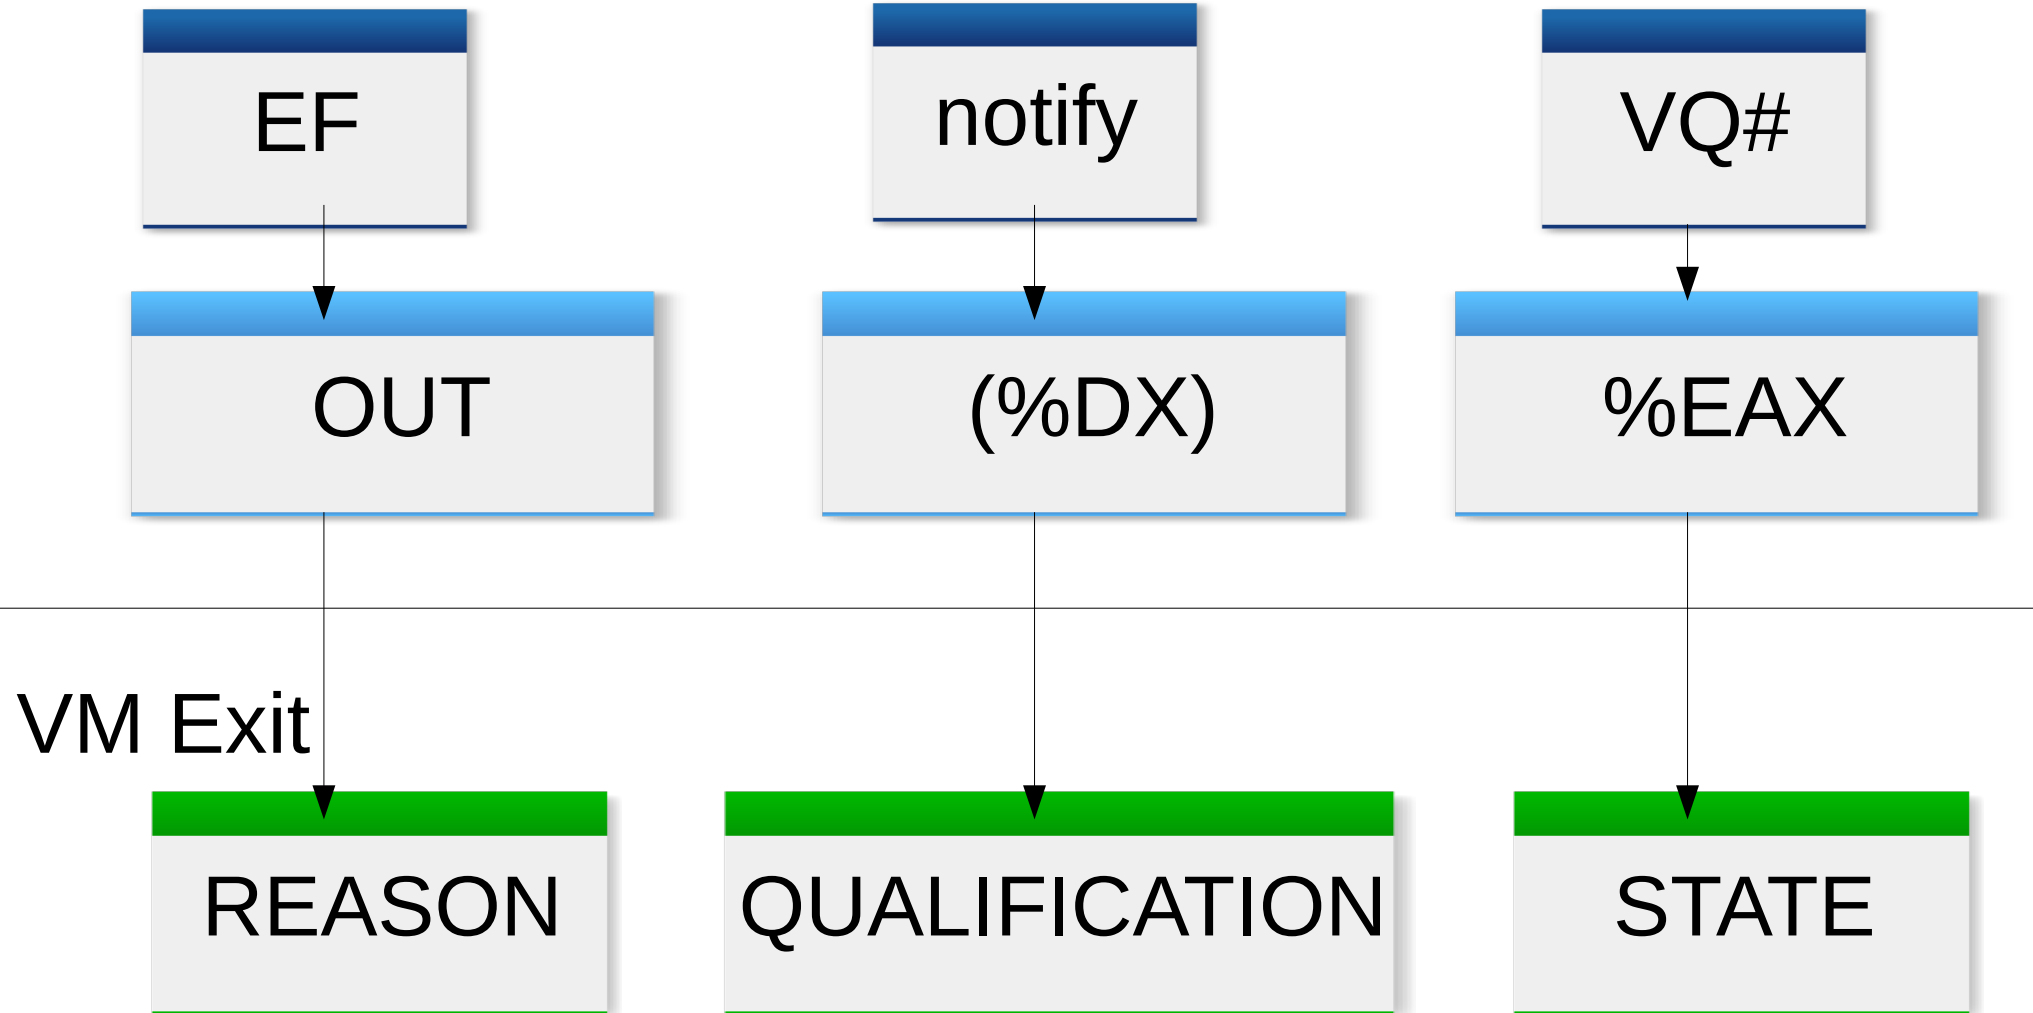 EF
notify
VQ#
OUT
(%DX)
%EAX
VM Exit
REASON
QUALIFICATION
STATE